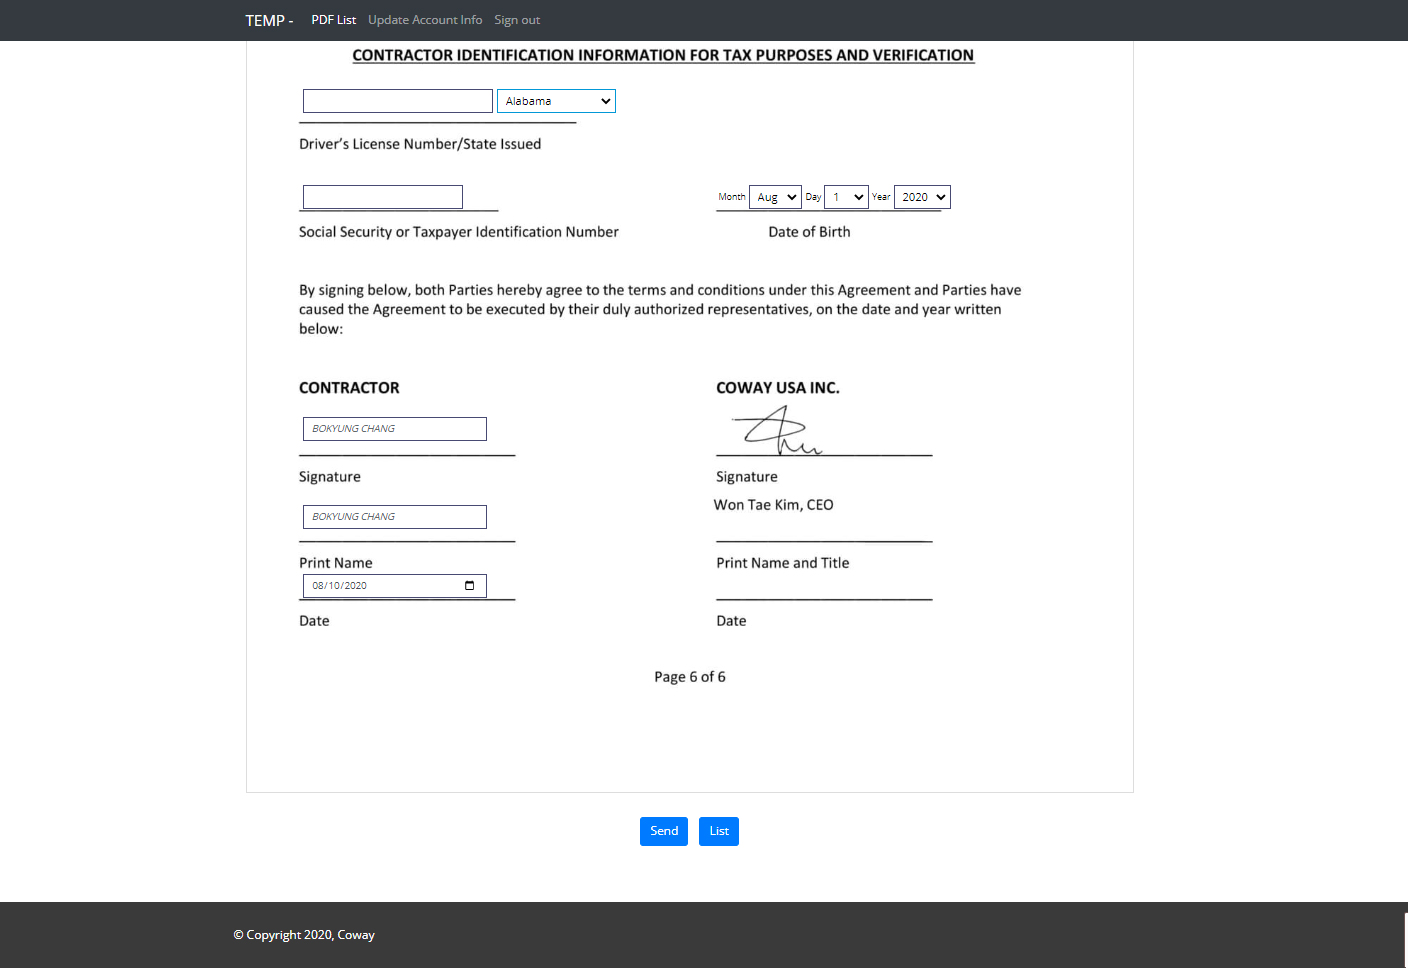 TEMP - PDF List Update Account Info Sign out
CONTRACTOR IDENTIFICATION INFORMATION FOR TAX PURPOSES AND VERIFICATION
Alabama
Driver's License Number/State Issued
Month Aug Day 1 Year 2020
Social Security or Taxpayer Identification Number Date of Birth
By signing below, both Parties hereby agree to the terms and conditions under this Agreement and Parties have
caused the Agreement to be executed by their duly authorized representatives, on the date and year written
below:
CONTRACTOR COWAY USA INC.
BOKYUNG CHANG
Signature Signature
Won Tae Kim, CEO
BOKYUNG CHANG
Print Name Print Name and Title
08/10/2020
Date Date
Page 6 of 6
Send List
© Copyright 2020, Coway